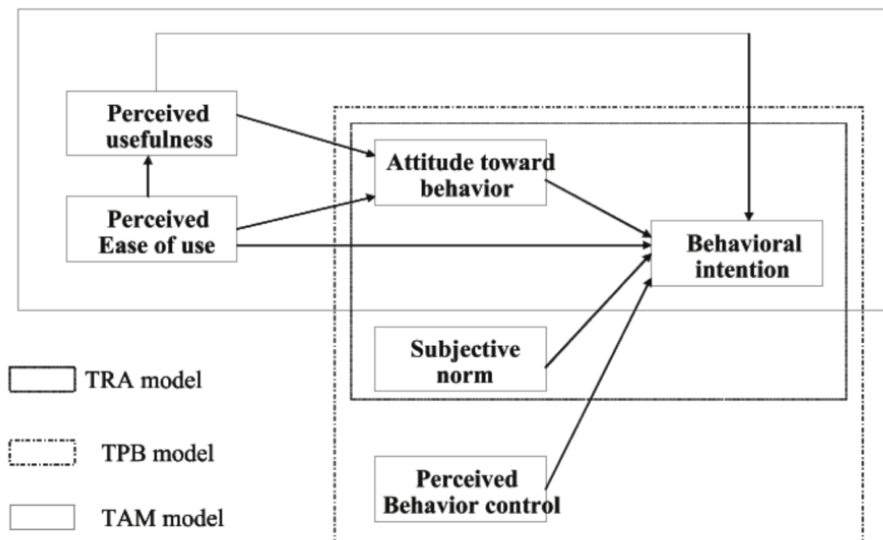 Perceived
usefulness
Attitude toward
behavior
Perceived
Ease of use
Behavioral
intention
Subjective
norm
TRA model
TPB model
Perceived
Behavior control
TAM model